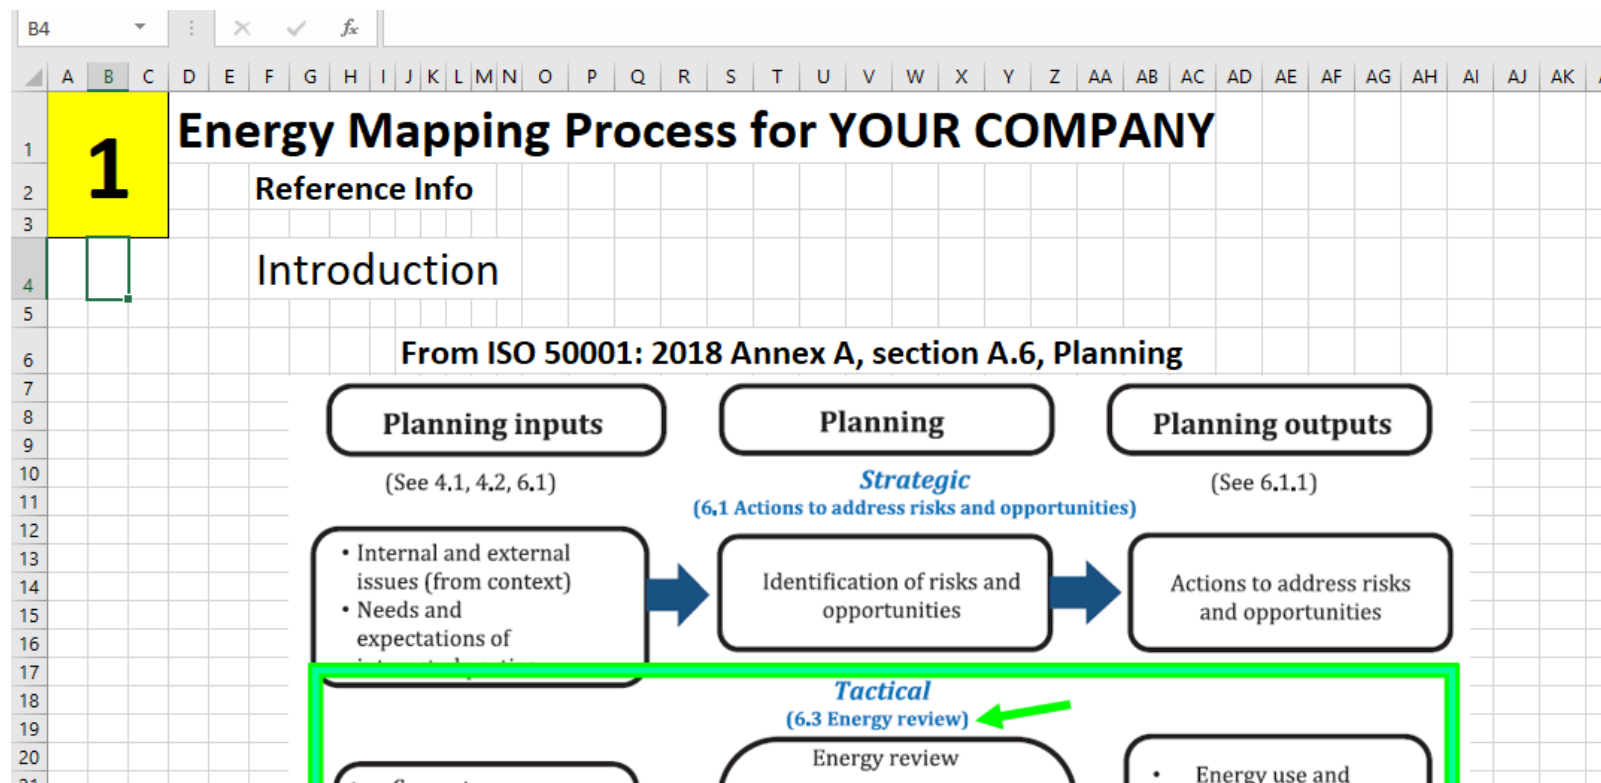 B4
fx
A B C D E F G H I J K L M N O P Q R S T U V W X Y Z AA AB AC AD AE AF AG AH AI AJ AK
1
1
Energy Mapping Process for YOUR COMPANY
2
Reference Info
3
4
Introduction
5
6
From ISO 50001: 2018 Annex A, section A.6, Planning
7
8
9
10
11
12
13
14
15
16
17
18
19
20
Planning inputs
(See 4.1, 4.2, 6.1)
• Internal and external
issues (from context)
• Needs and
expectations of
Planning
Strategic
(6.1 Actions to address risks and opportunities)
Identification of risks and
opportunities
Planning outputs
(See 6.1.1)
Actions to address risks
and opportunities
Tactical
(6.3 Energy review)
Energy review
• Energy use and